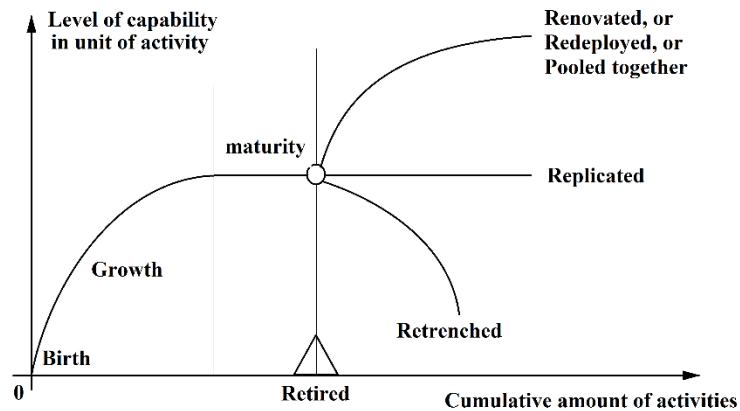 Level of capability
in unit of activity
Renovated, or
Redeployed, or
Pooled together
maturity
Replicated
Growth
Retrenched
Birth
0
Retired
Cumulative amount of activities